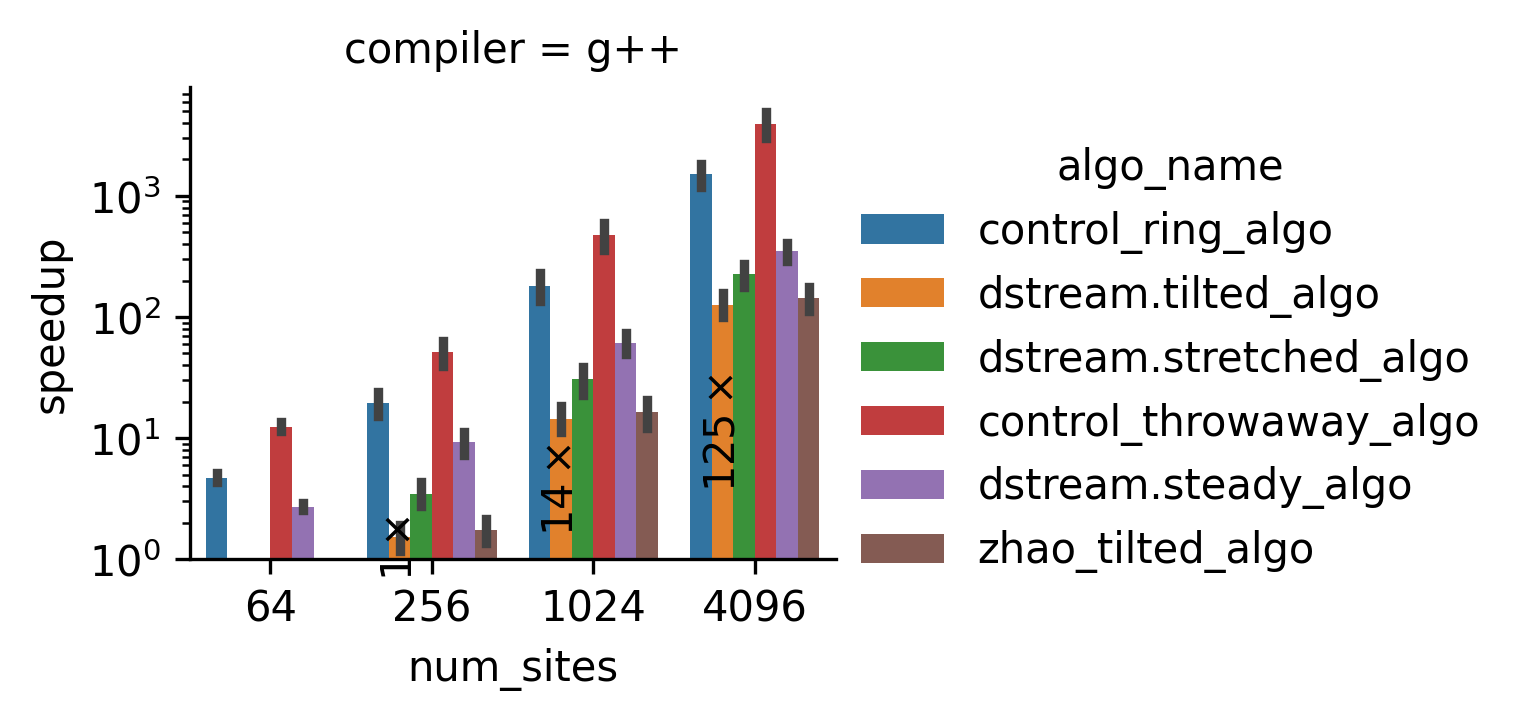 compiler = g++
speedup
10³
10²
10¹
10⁰
1 ×
14 ×
125 ×
64
256
1024
4096
num_sites
algo_name
control_ring_algo
dstream.tilted_algo
dstream.stretched_algo
control_throwaway_algo
dstream.steady_algo
zhao_tilted_algo